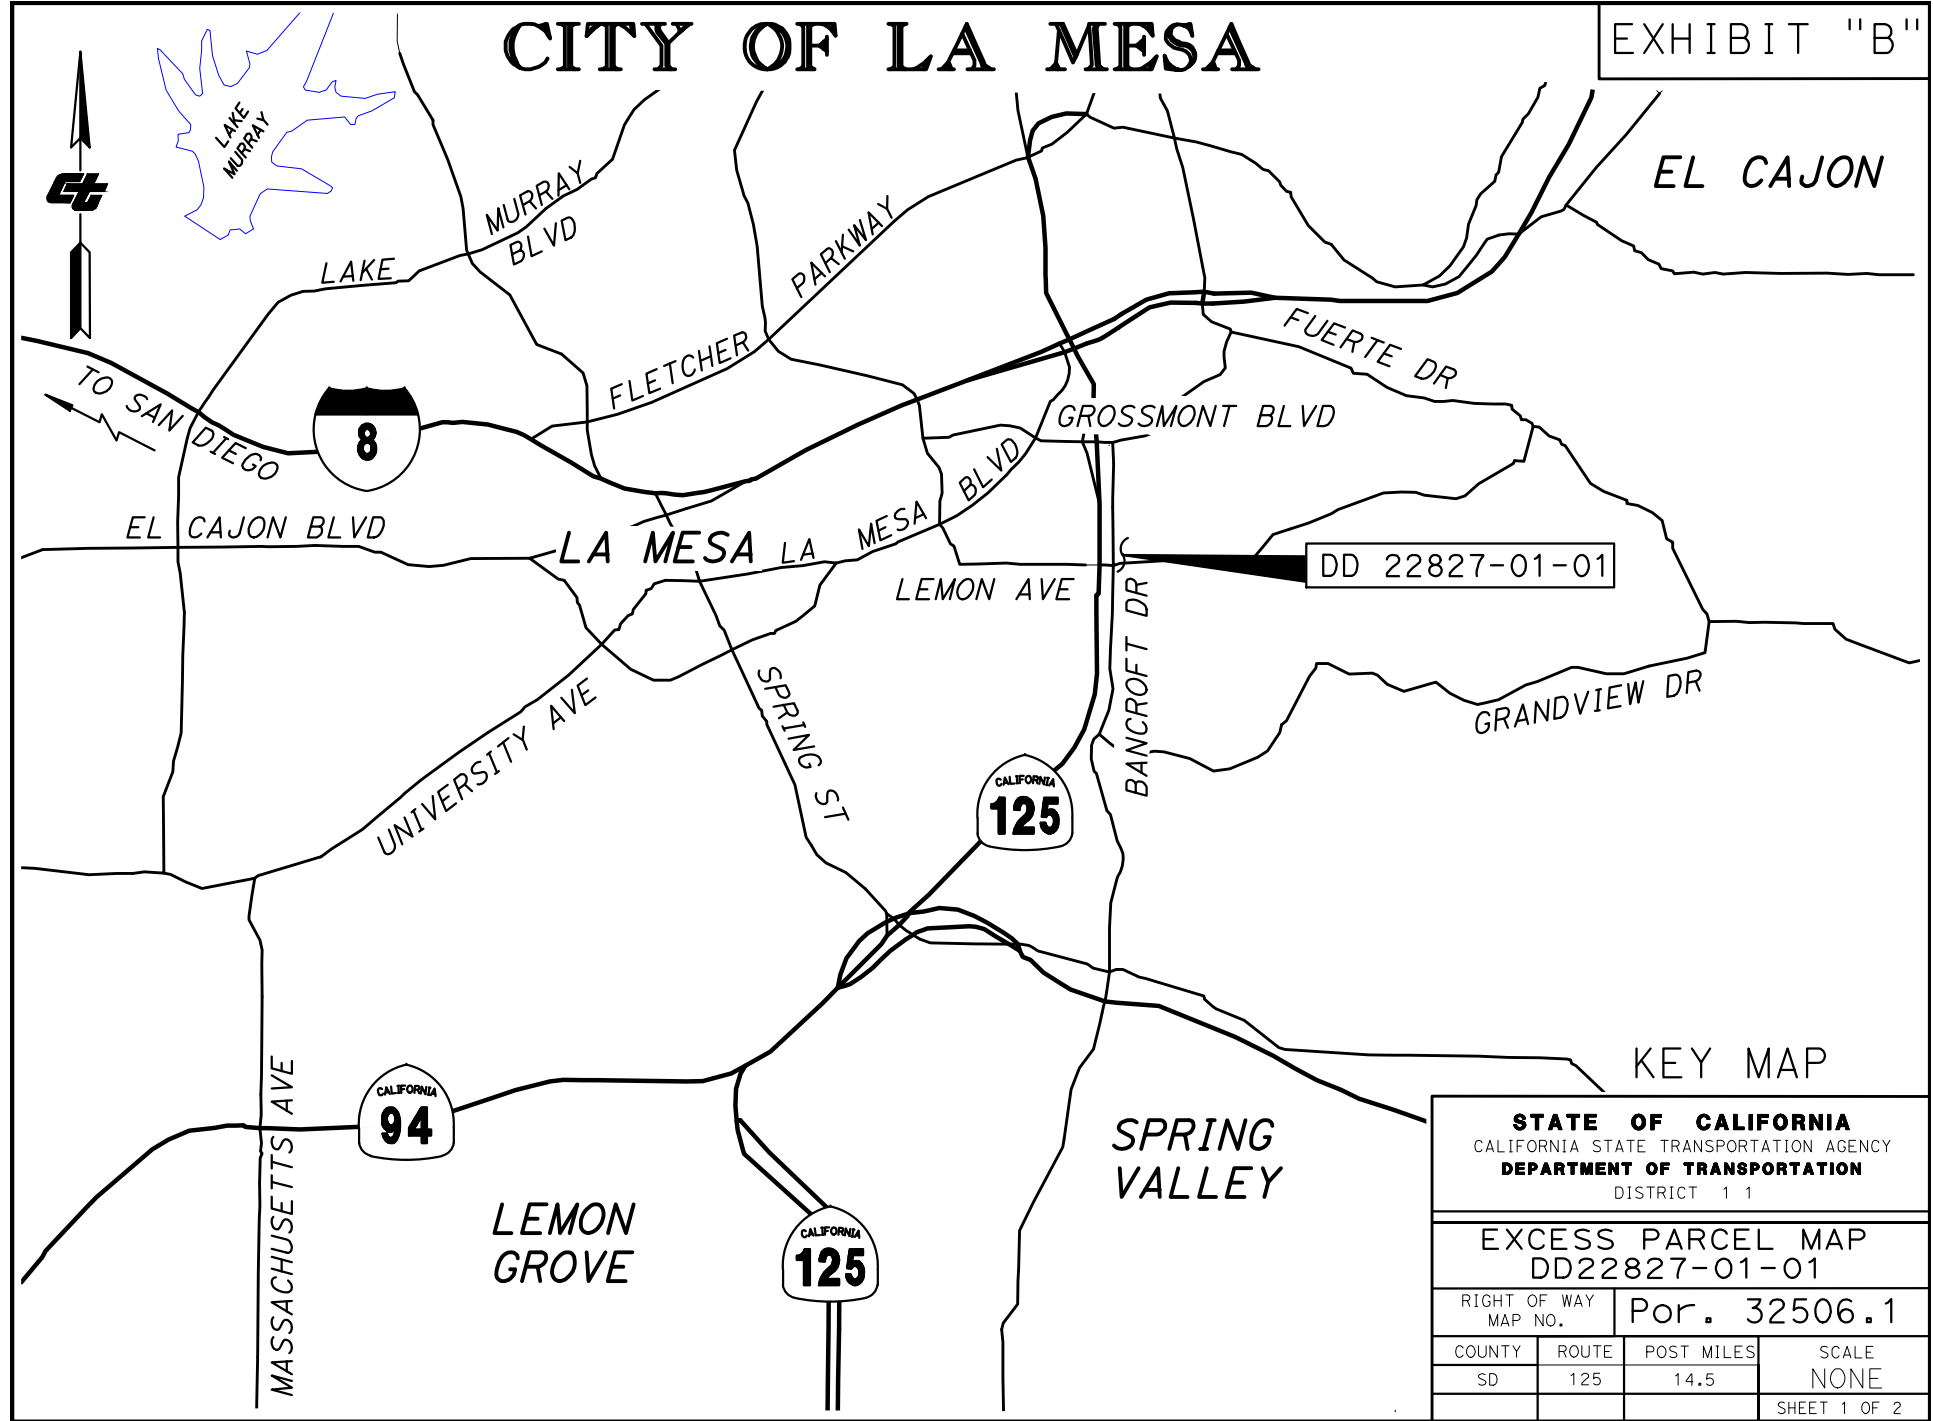 CITY OF LA MESA
EXHIBIT "B"
LAKE
MURRAY
EL CAJON
Ct
MURRAY
BLVD
LAKE
PARKWAY
FLETCHER
FUERTE DR
TO SAN DIEGO
8
GROSSMONT BLVD
EL CAJON BLVD
LA MESA
LA MESA BLVD
LEMON AVE
DD 22827-01-01
BANCROFT DR
UNIVERSITY AVE
SPRING ST
GRANDVIEW DR
CALIFORNIA
125
MASSACHUSETTS AVE
CALIFORNIA
94
LEMON
GROVE
CALIFORNIA
125
SPRING
VALLEY
KEY MAP
STATE OF CALIFORNIA
CALIFORNIA STATE TRANSPORTATION AGENCY
DEPARTMENT OF TRANSPORTATION
DISTRICT 1 1
EXCESS PARCEL MAP
DD22827-01-01
RIGHT OF WAY
MAP NO.
Por. 32506.1
COUNTY ROUTE POST MILES SCALE
SD 125 14.5 NONE
SHEET 1 OF 2